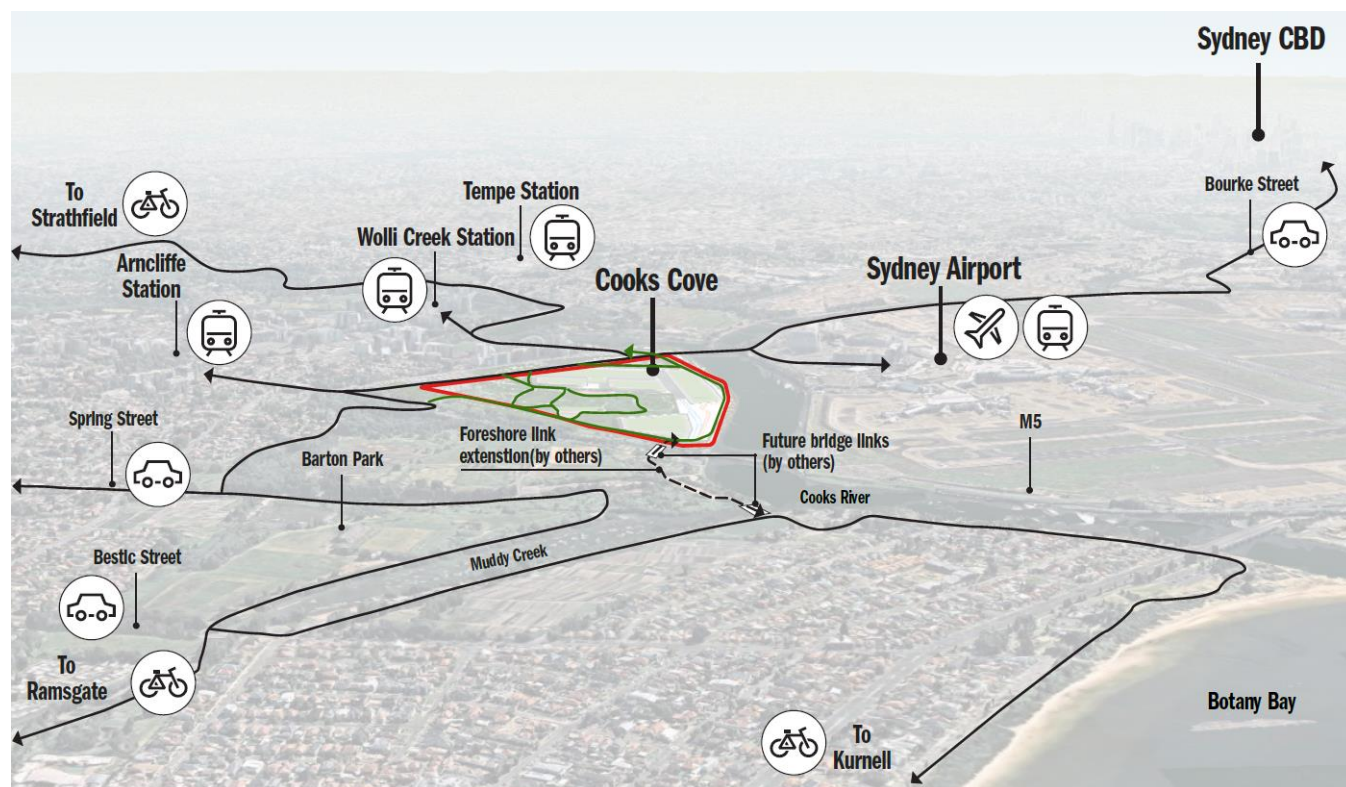 Sydney CBD
To
Strathfield
Tempe Station
Bourke Street
Wolli Creek Station
Arncliffe
Station
Cooks Cove
Sydney Airport
Spring Street
Barton Park
Foreshore link
extenstion(by others)
Future bridge links
(by others)
M5
Cooks River
Bestic Street
Muddy Creek
To
Ramsgate
Botany Bay
To
Kurnell